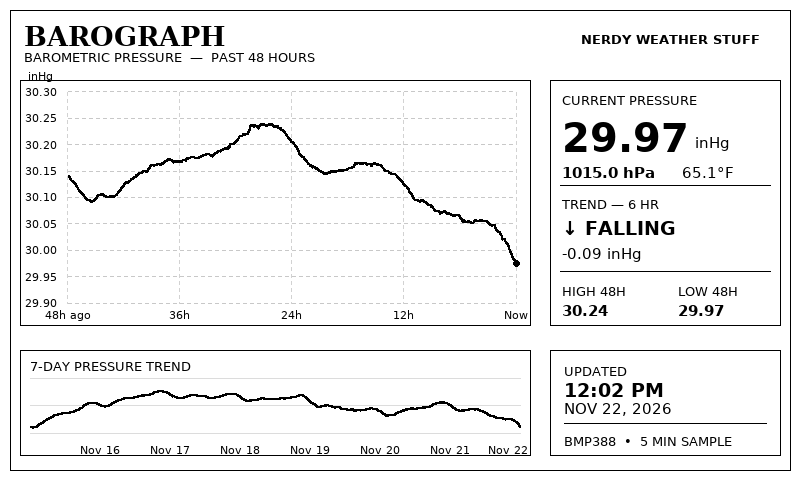 BAROGRAPH
BAROMETRIC PRESSURE — PAST 48 HOURS
NERDY WEATHER STUFF
inHg
30.30
30.25
30.20
30.15
30.10
30.05
30.00
29.95
29.90
48h ago 36h 24h 12h Now
CURRENT PRESSURE
29.97 inHg
1015.0 hPa 65.1°F
TREND — 6 HR
↓ FALLING
-0.09 inHg
HIGH 48H LOW 48H
30.24 29.97
7-DAY PRESSURE TREND
Nov 16 Nov 17 Nov 18 Nov 19 Nov 20 Nov 21 Nov 22
UPDATED
12:02 PM
NOV 22, 2026
BMP388 • 5 MIN SAMPLE